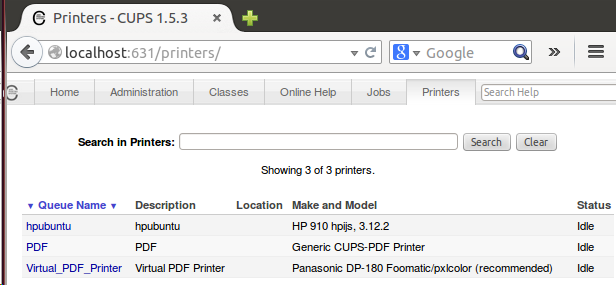 Printers - CUPS 1.5.3
localhost:631/printers/ Google
Home Administration Classes Online Help Jobs Printers Search Help
Search in Printers: Search Clear
Showing 3 of 3 printers.
▼ Queue Name ▼ Description Location Make and Model Status
hpubuntu hpubuntu HP 910 hpijs, 3.12.2 Idle
PDF PDF Generic CUPS-PDF Printer Idle
Virtual_PDF_Printer Virtual PDF Printer Panasonic DP-180 Foomatic/pxlcolor (recommended) Idle